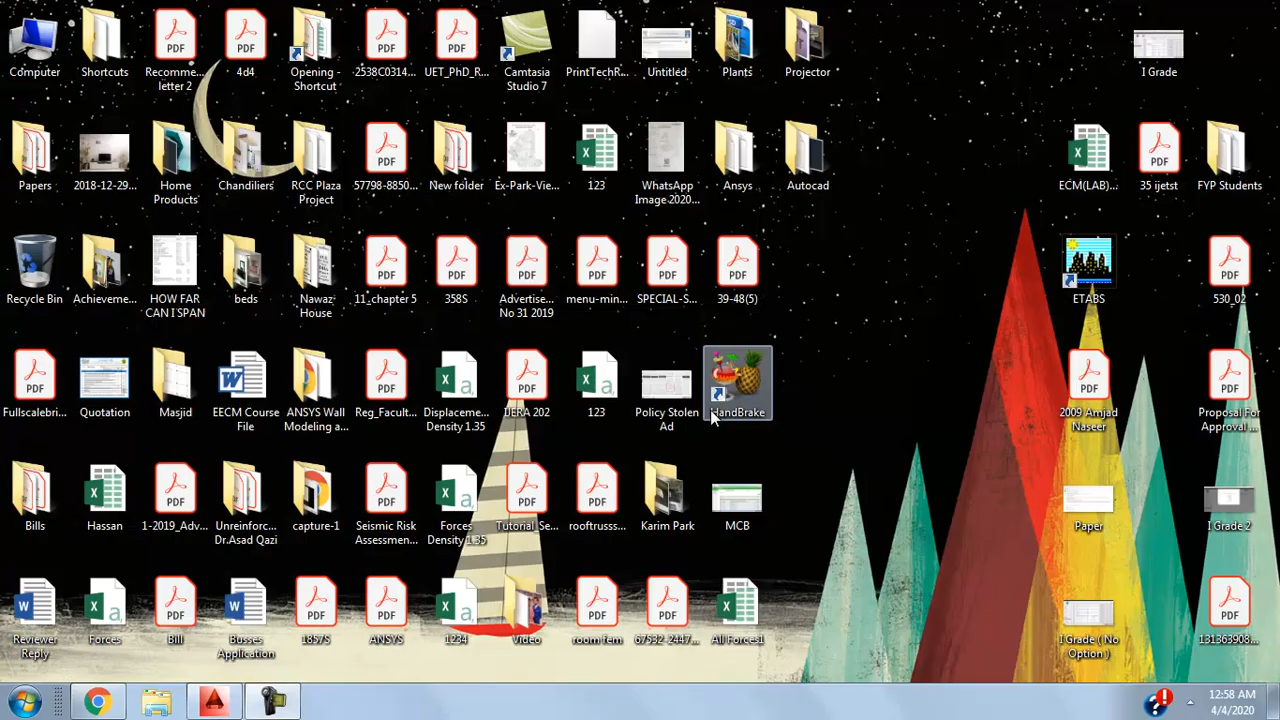 Computer
Shortcuts
Recomme...
letter 2
4d4
Opening -
Shortcut
2538C0314...
UET_PhD_R...
Camtasia
Studio 7
PrintTechR...
Untitled
Plants
Projector
I Grade
Papers
2018-12-29...
Home
Products
Chandiliers
RCC Plaza
Project
57798-8850...
New folder
Ex-Park-Vie...
123
WhatsApp
Image 2020...
Ansys
Autocad
ECM(LAB)...
35 ijetst
FYP Students
Recycle Bin
Achieveme...
HOW FAR
CAN I SPAN
beds
Nawaz
House
11_chapter 5
358S
Advertise...
No 31 2019
menu-min...
SPECIAL-S...
39-48(5)
ETABS
530_02
Fullscalebri...
Quotation
Masjid
EECM Course
File
ANSYS Wall
Modeling a...
Reg_Facult...
Displaceme...
Density 1.35
IJERA 202
123
Policy Stolen
Ad
HandBrake
2009 Amjad
Naseer
Proposal For
Approval ...
Bills
Hassan
1-2019_Adv...
Unreinforc...
Dr.Asad Qazi
capture-1
Seismic Risk
Assessmen...
Forces
Density 1.35
Tutorial_Se...
rooftrusss...
Karim Park
MCB
Paper
I Grade 2
Reviewer
Reply
Forces
Bill
Busses
Application
1897S
ANSYS
1234
Video
room fem
67532-2447...
All Forces1
I Grade ( No
Option )
131363908...
12:58 AM
4/4/2020